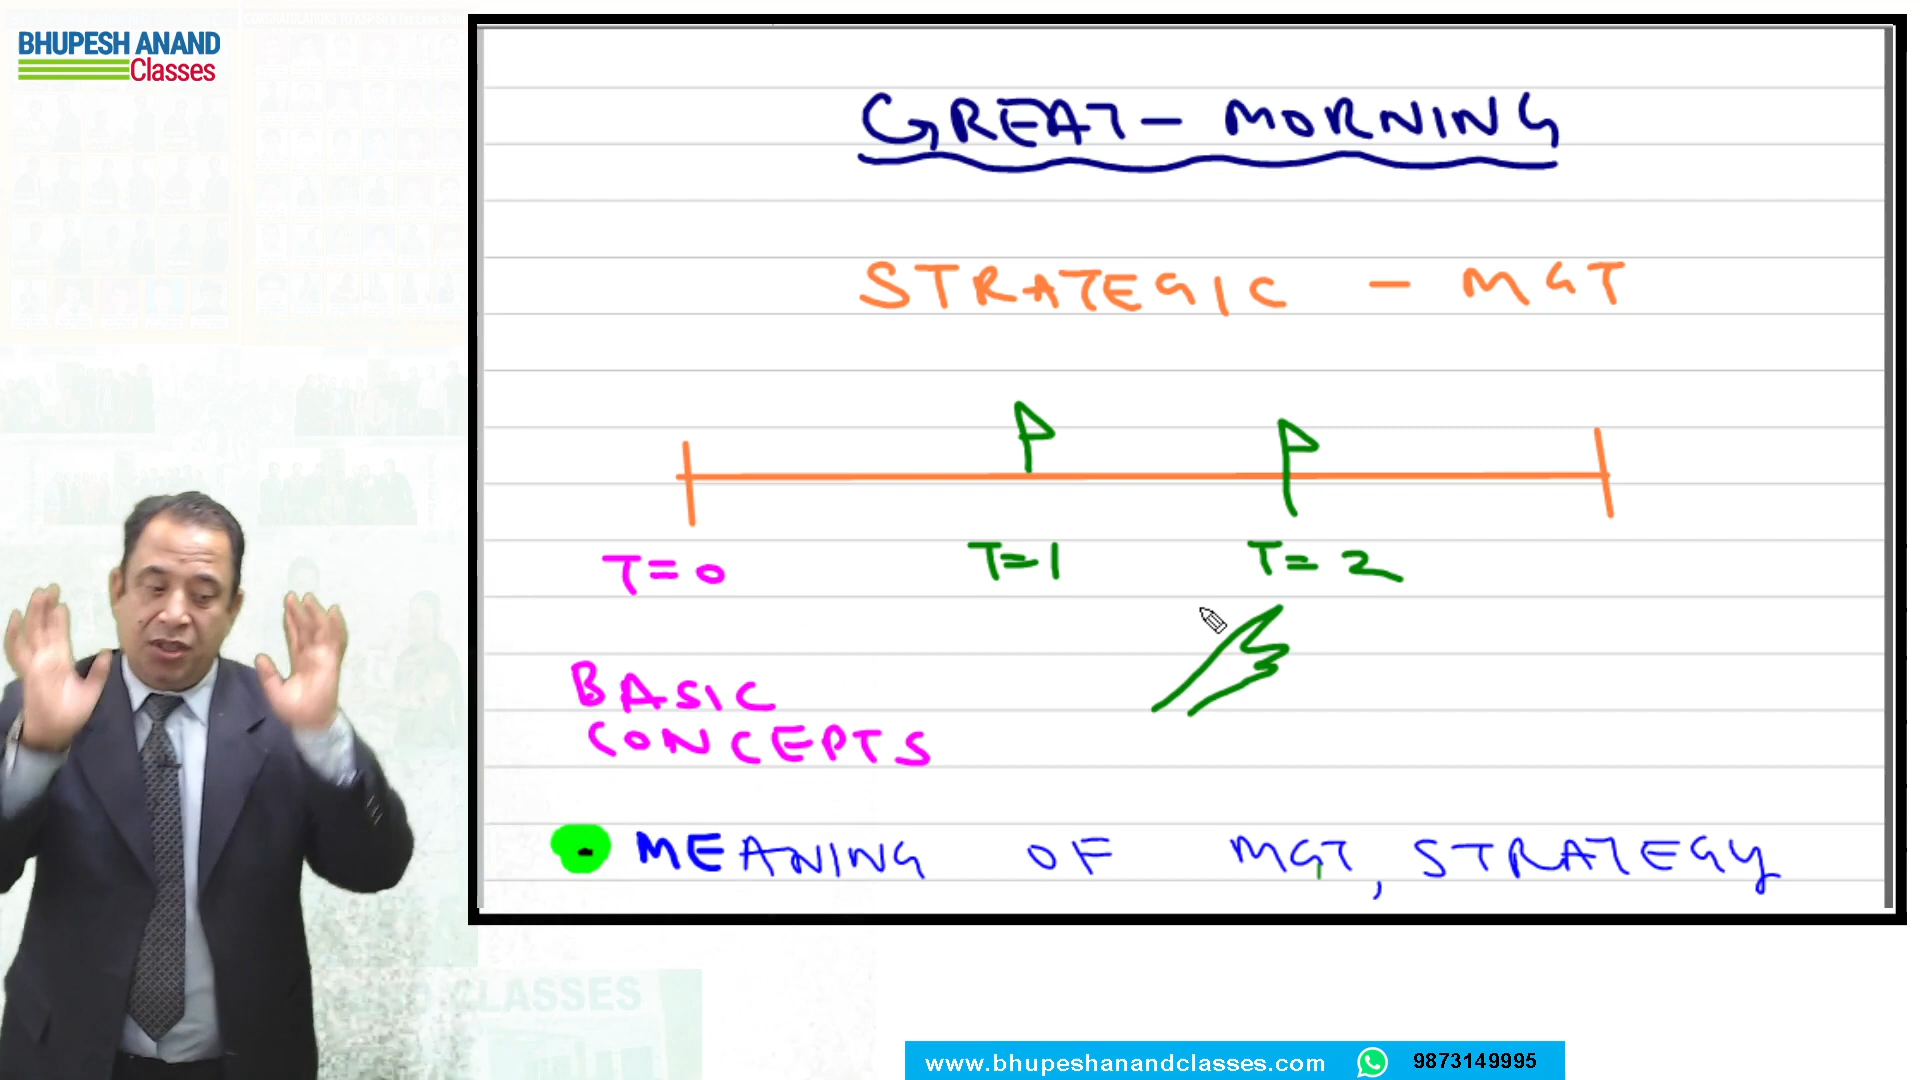 BHUPESH ANAND
Classes
GREAT - MORNING
STRATEGIC - MGT
T=0
T=1
T=2
BASIC
CONCEPTS
MEANING OF MGT, STRATEGY
CLASSES
www.bhupeshanandclasses.com 9873149995